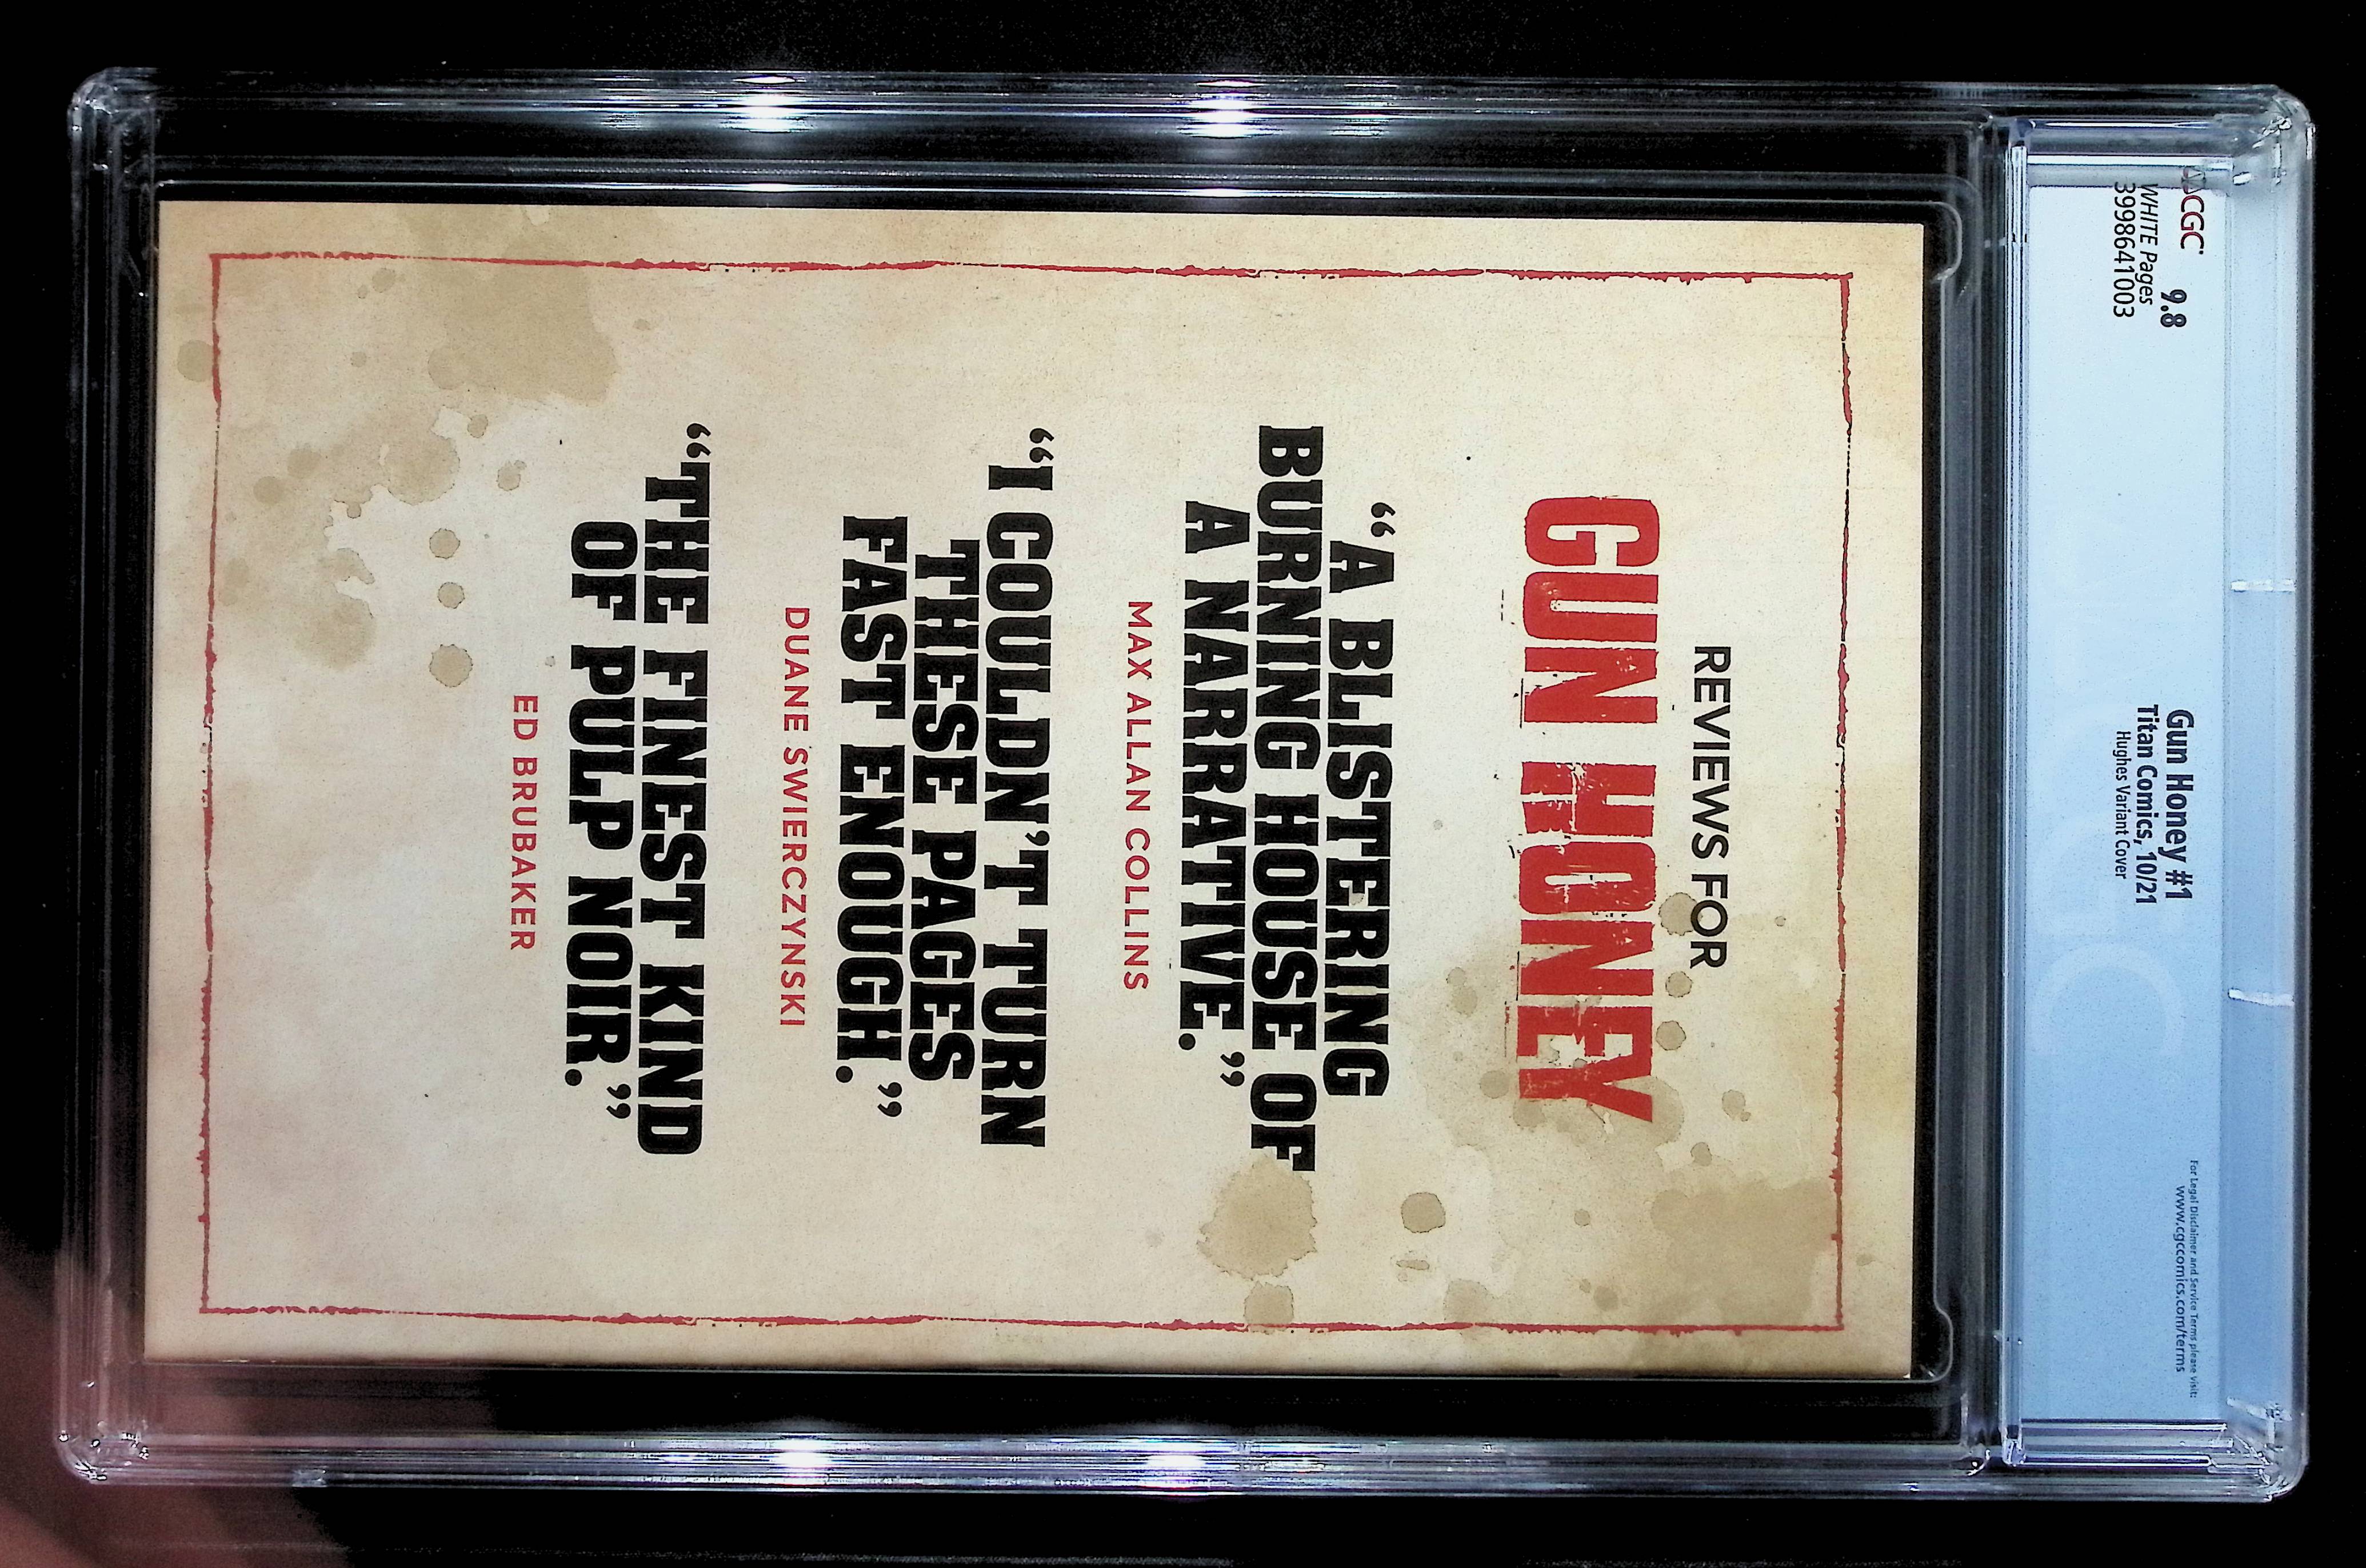 CGC
9.8
WHITE Pages
3998641003
Gun Honey #1
Titan Comics, 10/21
Hughes Variant Cover
For Legal Disclaimer and Service Terms please visit:
www.cgccomics.com/terms
REVIEWS FOR
GUN HONEY
“A BLISTERING
BURNING HOUSE OF
A NARRATIVE.”
MAX ALLAN COLLINS
“I COULDN’T TURN
THESE PAGES
FAST ENOUGH.”
DUANE SWIERCZYNSKI
“THE FINEST KIND
OF PULP NOIR.”
ED BRUBAKER